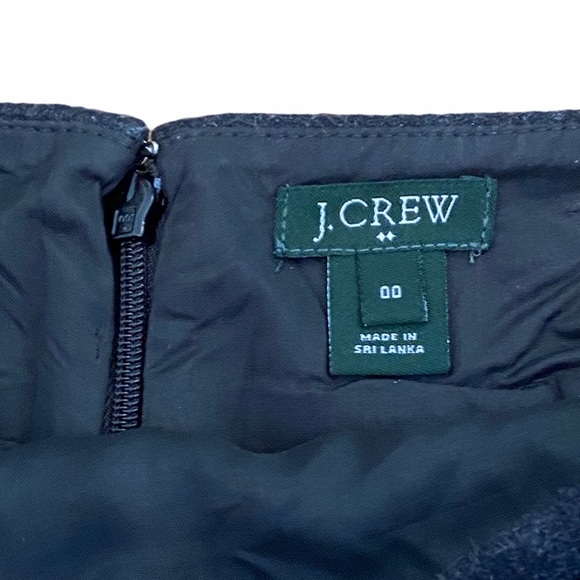 J.CREW
00
MADE IN
SRI LANKA